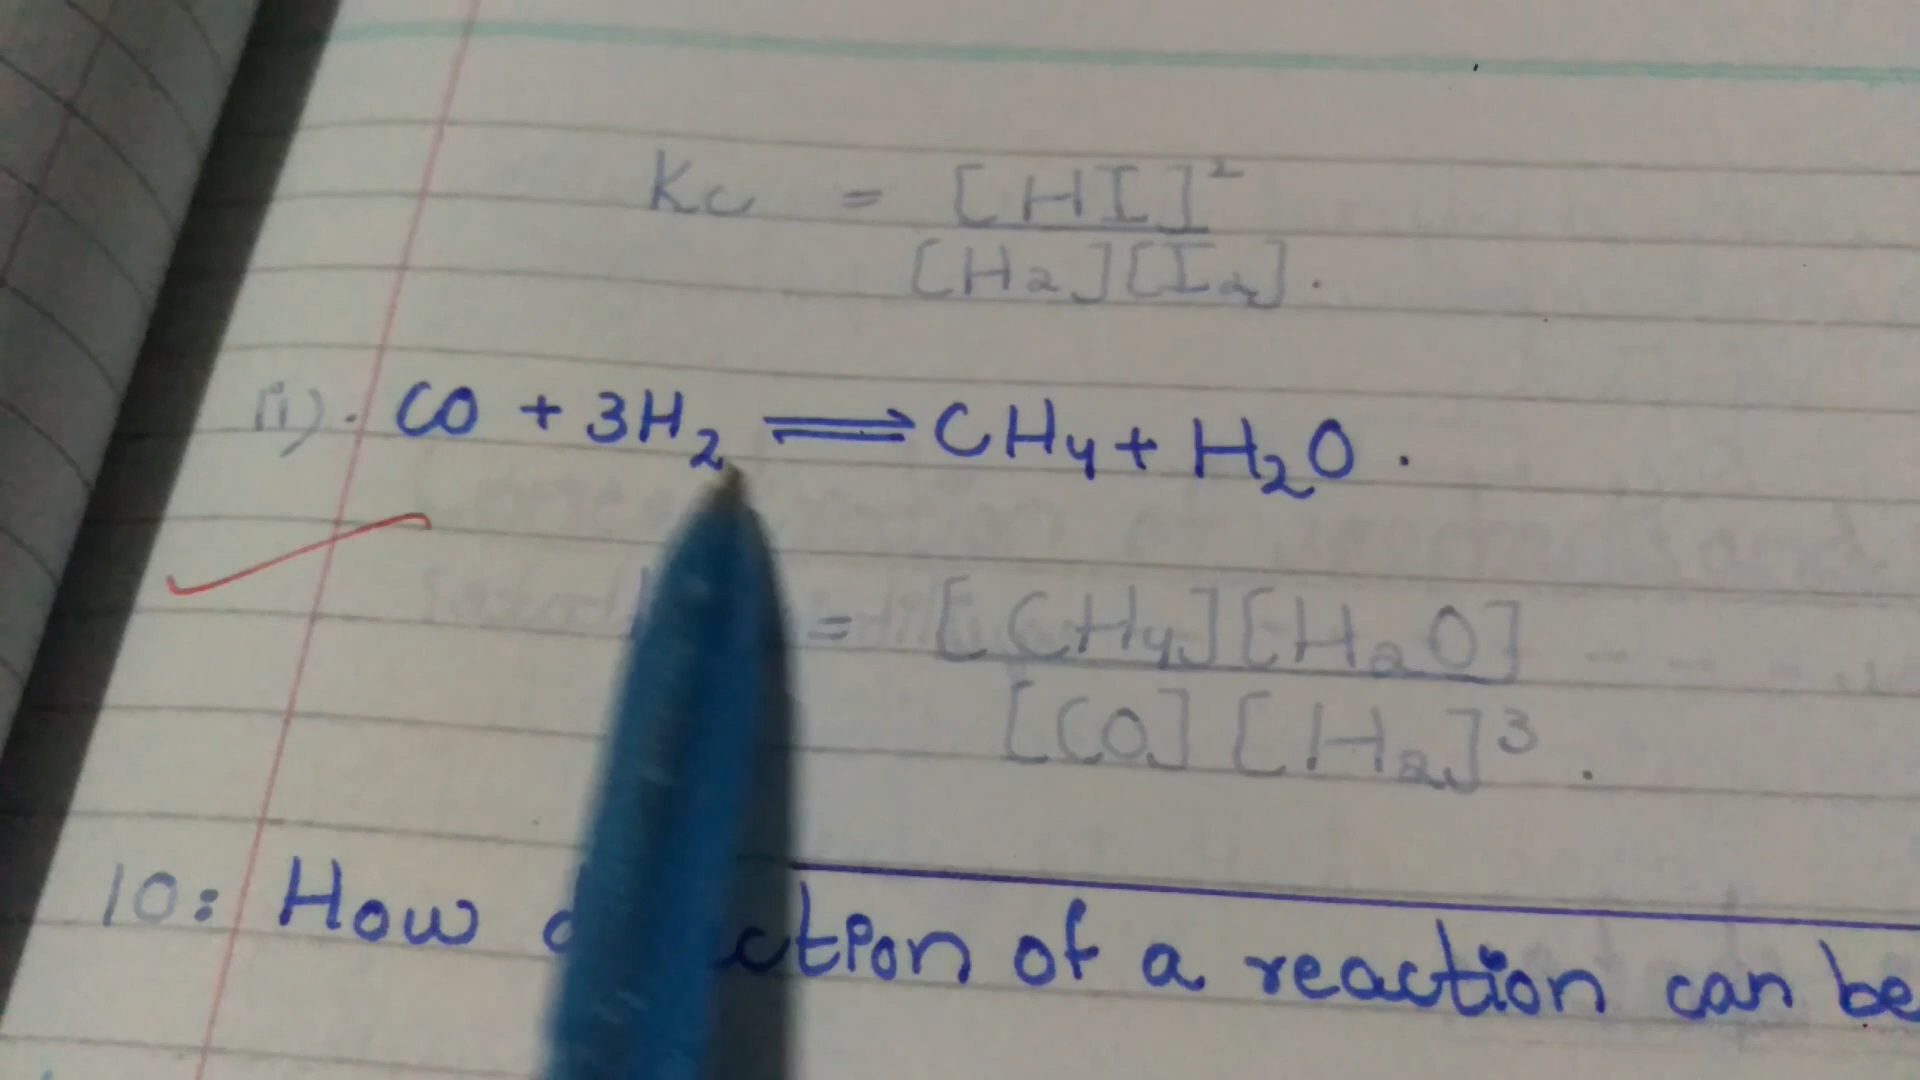 Kc = [HI]²
[H₂][I₂].
ii). CO + 3H₂ ⇌ CH₄ + H₂O.
= [CH₄][H₂O]
[CO][H₂]³.
10: How of a reaction can be